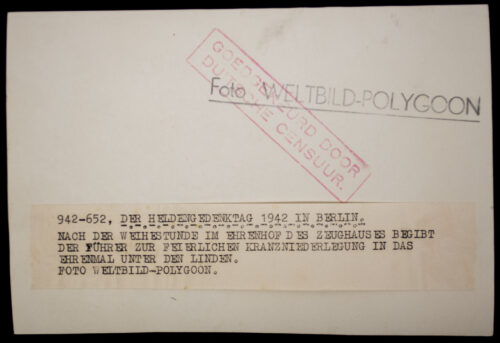 GOEDGEKEURD DOOR
DUITSCHE CENSUUR.
Foto WELTBILD-POLYGOON
942-652, DER HELDENGEDENKTAG 1942 IN BERLIN.
NACH DER WEIHESTUNDE IM EHRENHOF DES ZEUGHAUSES BEGIBT
DER FÜHRER ZUR FEIERLICHEN KRANZNIEDERLEGUNG IN DAS
EHRENMAL UNTER DEN LINDEN.
FOTO WELTBILD-POLYGOON.